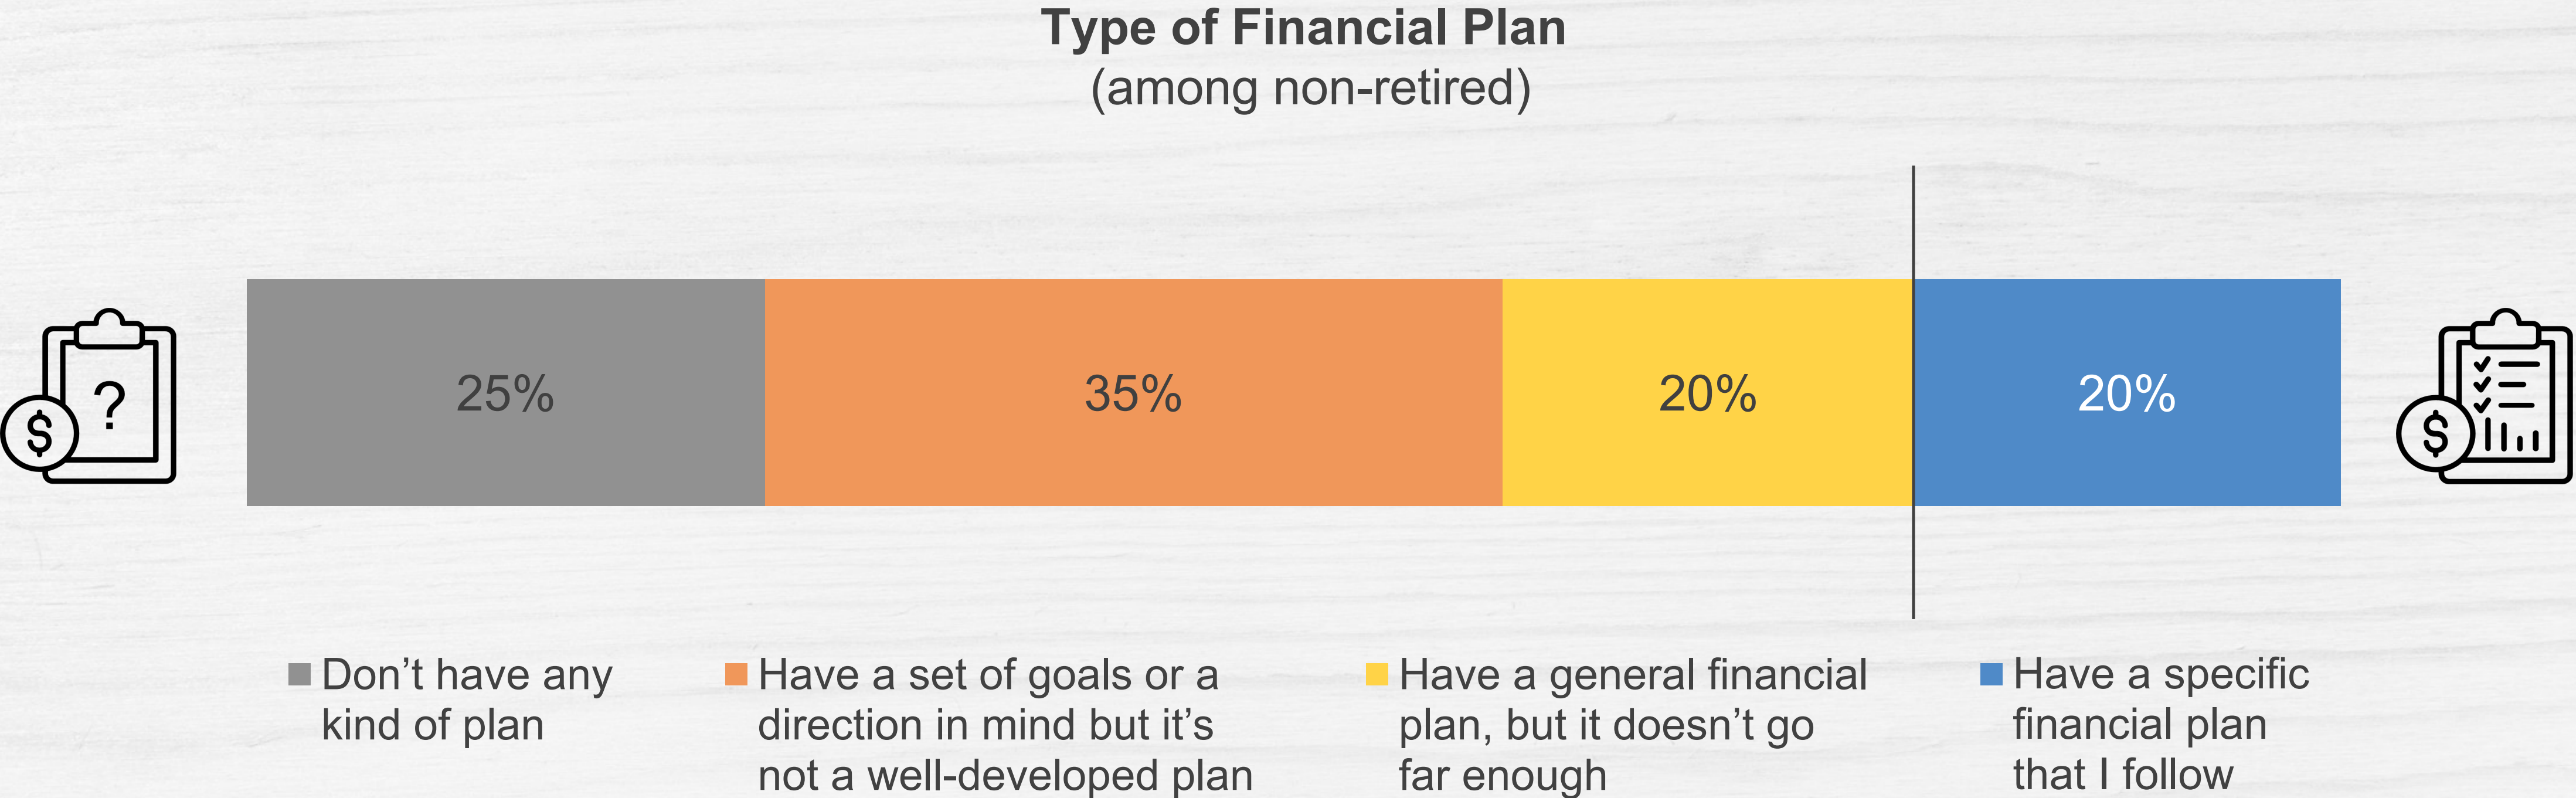 Type of Financial Plan
(among non-retired)
?
$
25%
35%
20%
20%
$
Don’t have any
kind of plan
Have a set of goals or a
direction in mind but it’s
not a well-developed plan
Have a general financial
plan, but it doesn’t go
far enough
Have a specific
financial plan
that I follow